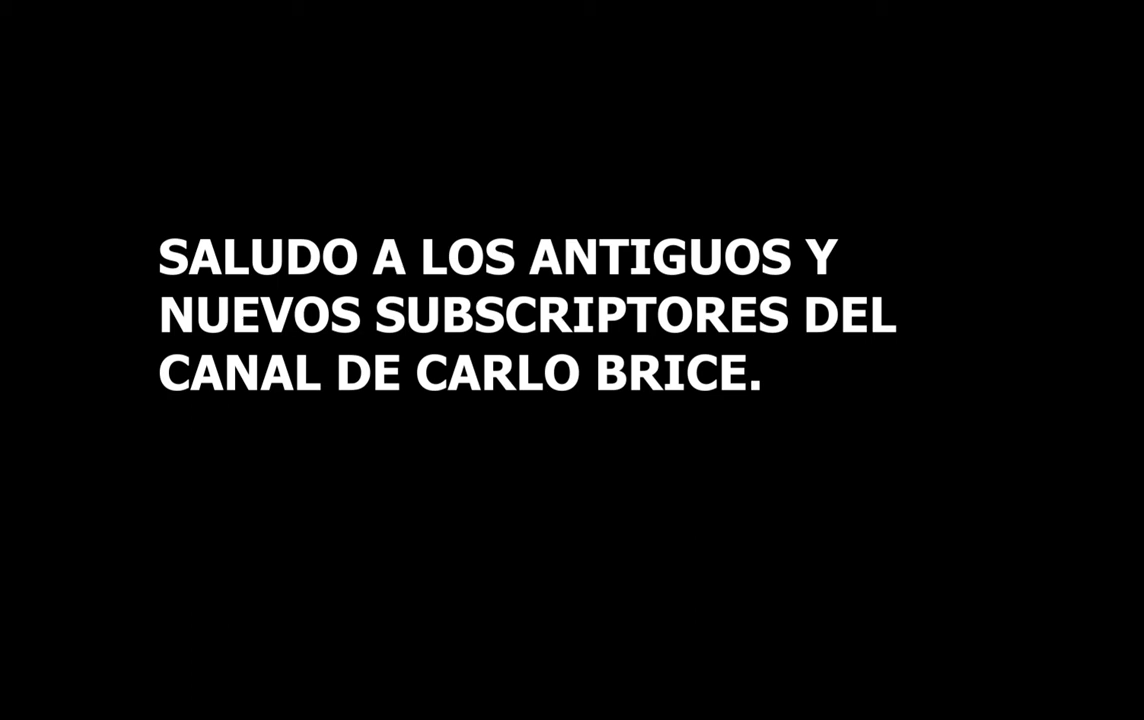 SALUDO A LOS ANTIGUOS Y
NUEVOS SUBSCRIPTORES DEL
CANAL DE CARLO BRICE.